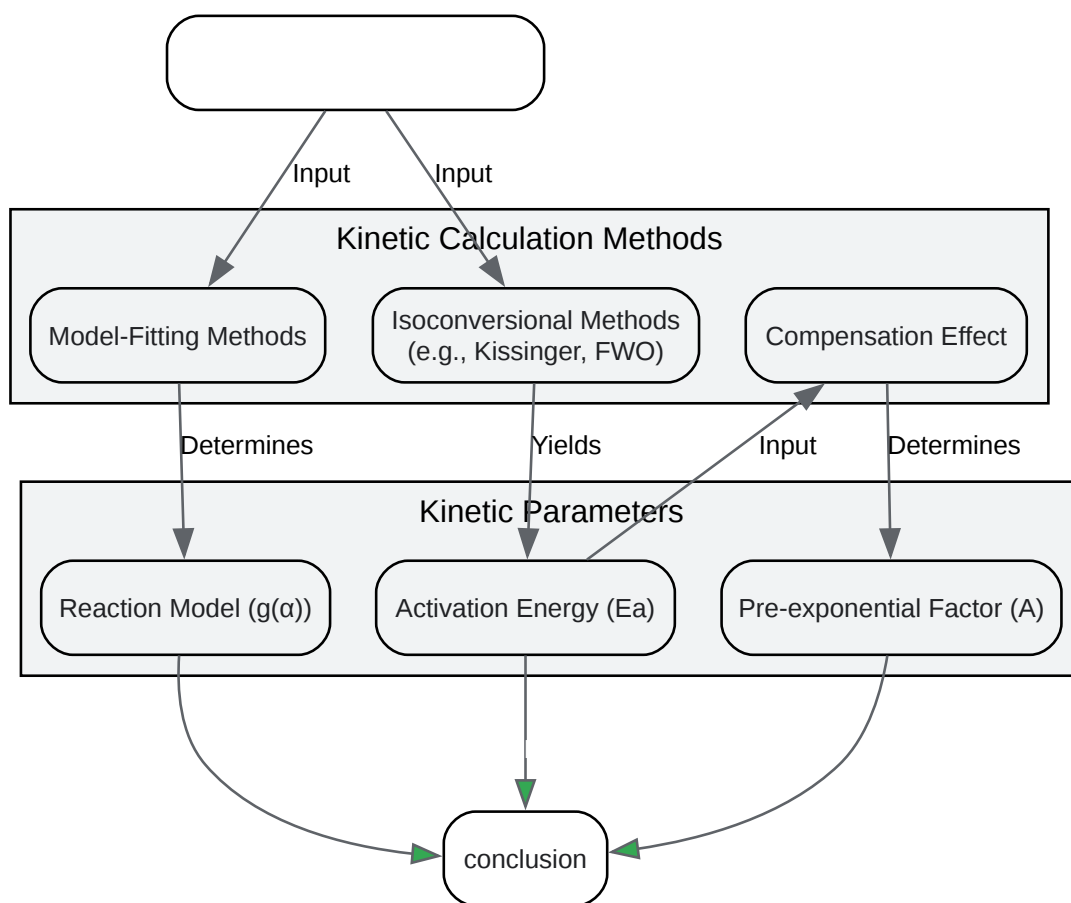 Input
Input
Kinetic Calculation Methods
Model-Fitting Methods
Isoconversional Methods
(e.g., Kissinger, FWO)
Compensation Effect
Determines
Yields
Input
Determines
Kinetic Parameters
Reaction Model (g(α))
Activation Energy (Ea)
Pre-exponential Factor (A)
conclusion